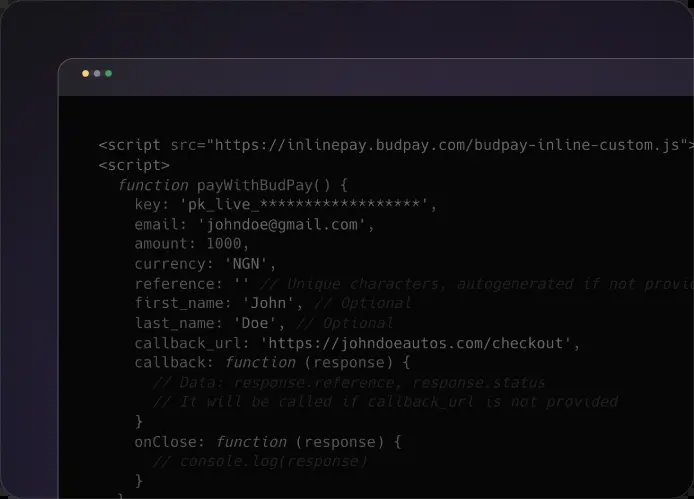 <script src="https://inlinepay.budpay.com/budpay-inline-custom.js">
<script>
function payWithBudPay() {
key: 'pk_live_******************',
email: 'johndoe@gmail.com',
amount: 1000,
currency: 'NGN',
reference: '' // Unique characters, autogenerated if not
first_name: 'John', // Optional
last_name: 'Doe', // Optional
callback_url: 'https://johndoeautos.com/checkout',
callback: function (response) {
// Data: response.reference, response.status
// It will be called if callback_url is not provided
}
onClose: function (response) {
// console.log(response)
}
}